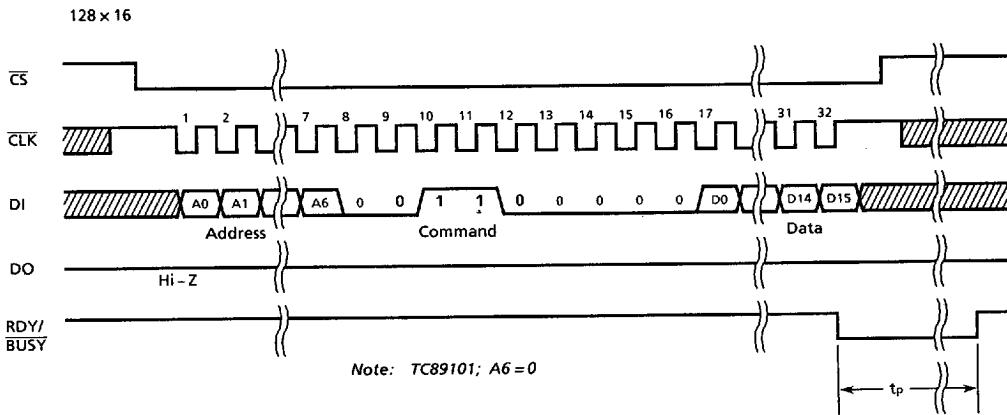 128 × 16
CS
CLK
1 2 7 8 9 10 11 12 13 14 15 16 17 31 32
DI
A0 A1 A6 0 0 1 1 0 0 0 0 0 D0 D14 D15
Address Command Data
DO
Hi-Z
RDY/
BUSY
Note: TC89101; A6 = 0
tp